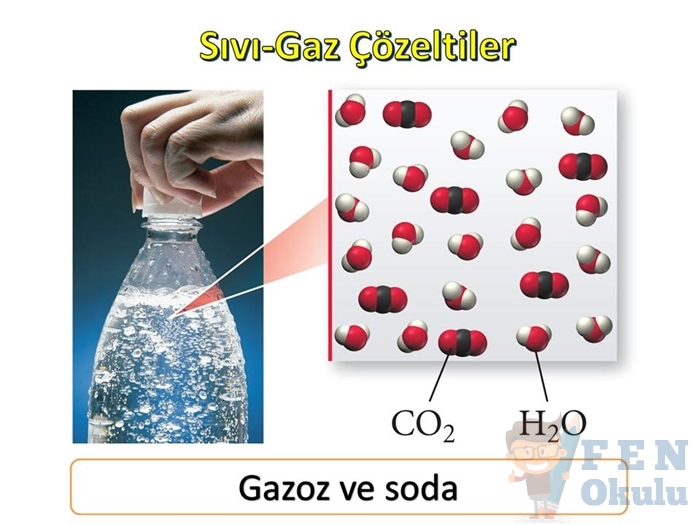 Sıvı-Gaz Çözeltiler
CO₂ H₂O
FEN
Okulu
Gazoz ve soda